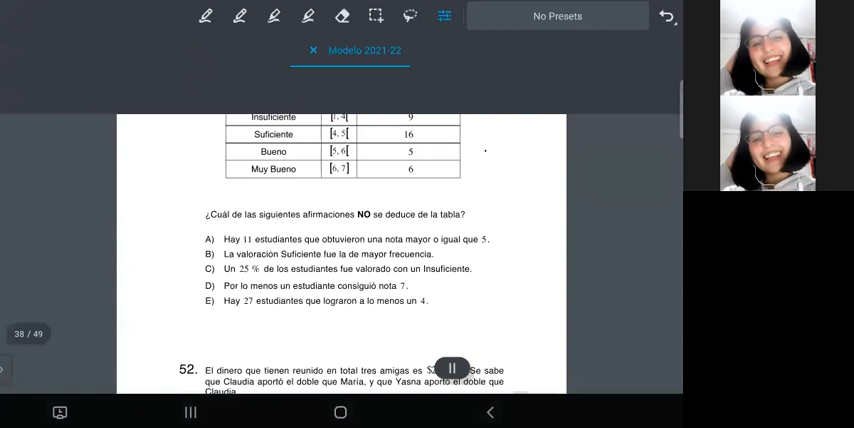 No Presets
× Modelo 2021-22
Insuficiente [1, 4[ 9
Suficiente [4, 5[ 16
Bueno [5, 6[ 5
Muy Bueno [6, 7] 6
¿Cuál de las siguientes afirmaciones NO se deduce de la tabla?
A) Hay 11 estudiantes que obtuvieron una nota mayor o igual que 5.
B) La valoración Suficiente fue la de mayor frecuencia.
C) Un 25 % de los estudiantes fue valorado con un Insuficiente.
D) Por lo menos un estudiante consiguió nota 7.
E) Hay 27 estudiantes que lograron a lo menos un 4.
38 / 49
52. El dinero que tienen reunido en total tres amigas es Se sabe
que Claudia aportó el doble que María, y que Yasna aportó el doble que
Claudia